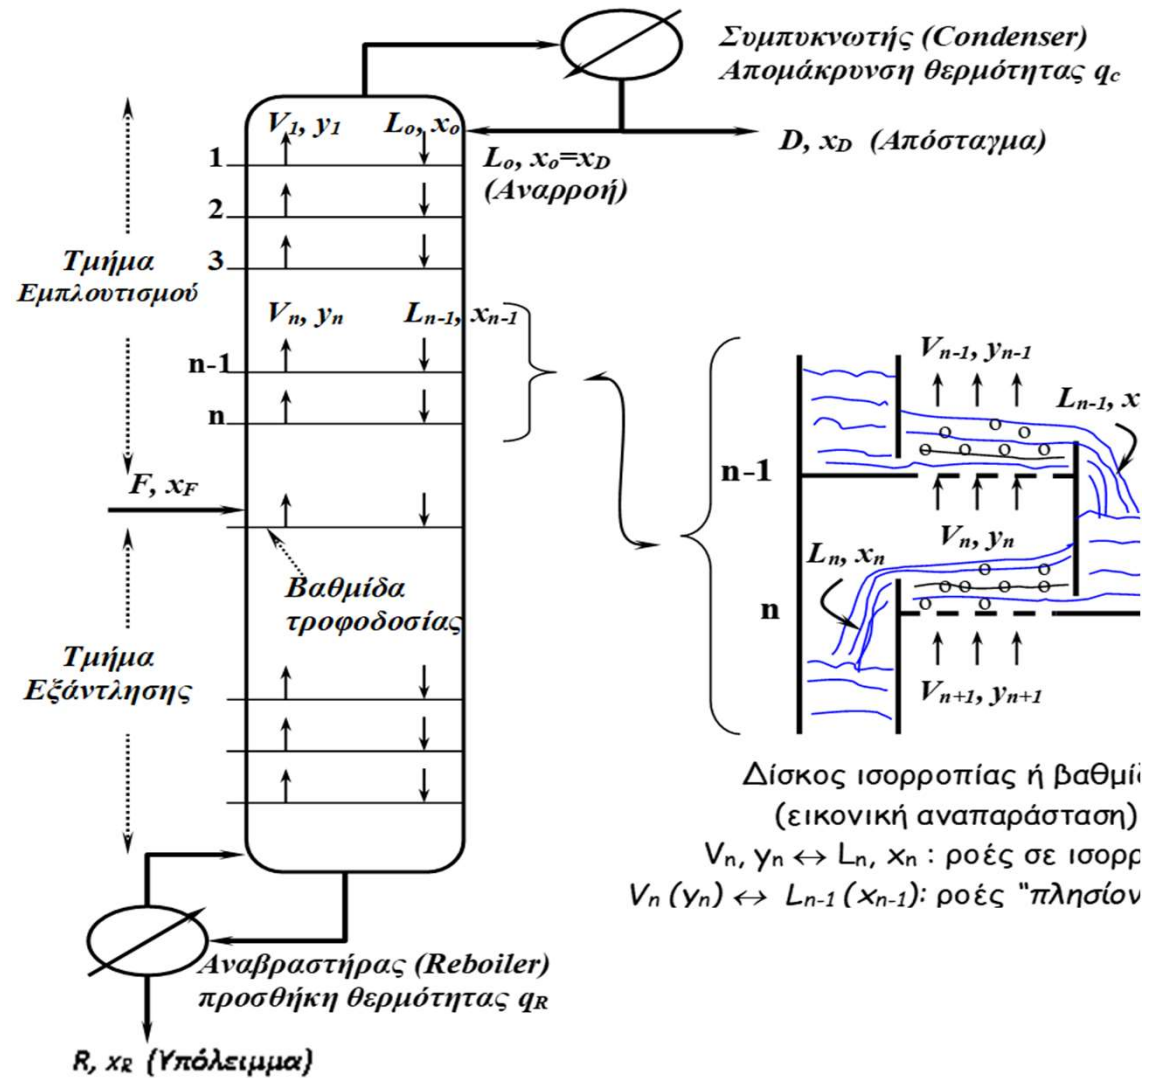 Συμπυκνωτής (Condenser)
Απομάκρυνση θερμότητας qc
V1, y1
Lo, xo
D, xD (Απόσταγμα)
Lo, xo=xD
(Αναρροή)
1
2
3
Τμήμα
Εμπλουτισμού
Vn, yn
Ln-1, xn-1
n-1
n
F, xF
Βαθμίδα
τροφοδοσίας
Τμήμα
Εξάντλησης
Vn-1, yn-1
Ln-1, x
n-1
Vn, yn
Ln, xn
n
Vn+1, yn+1
Δίσκος ισορροπίας ή βαθμί
(εικονική αναπαράσταση)
Vn, yn ↔ Ln, xn : ροές σε ισορρ
Vn (yn) ↔ Ln-1 (xn-1): ροές "πλησίον
Αναβραστήρας (Reboiler)
προσθήκη θερμότητας qR
R, xR (Υπόλειμμα)